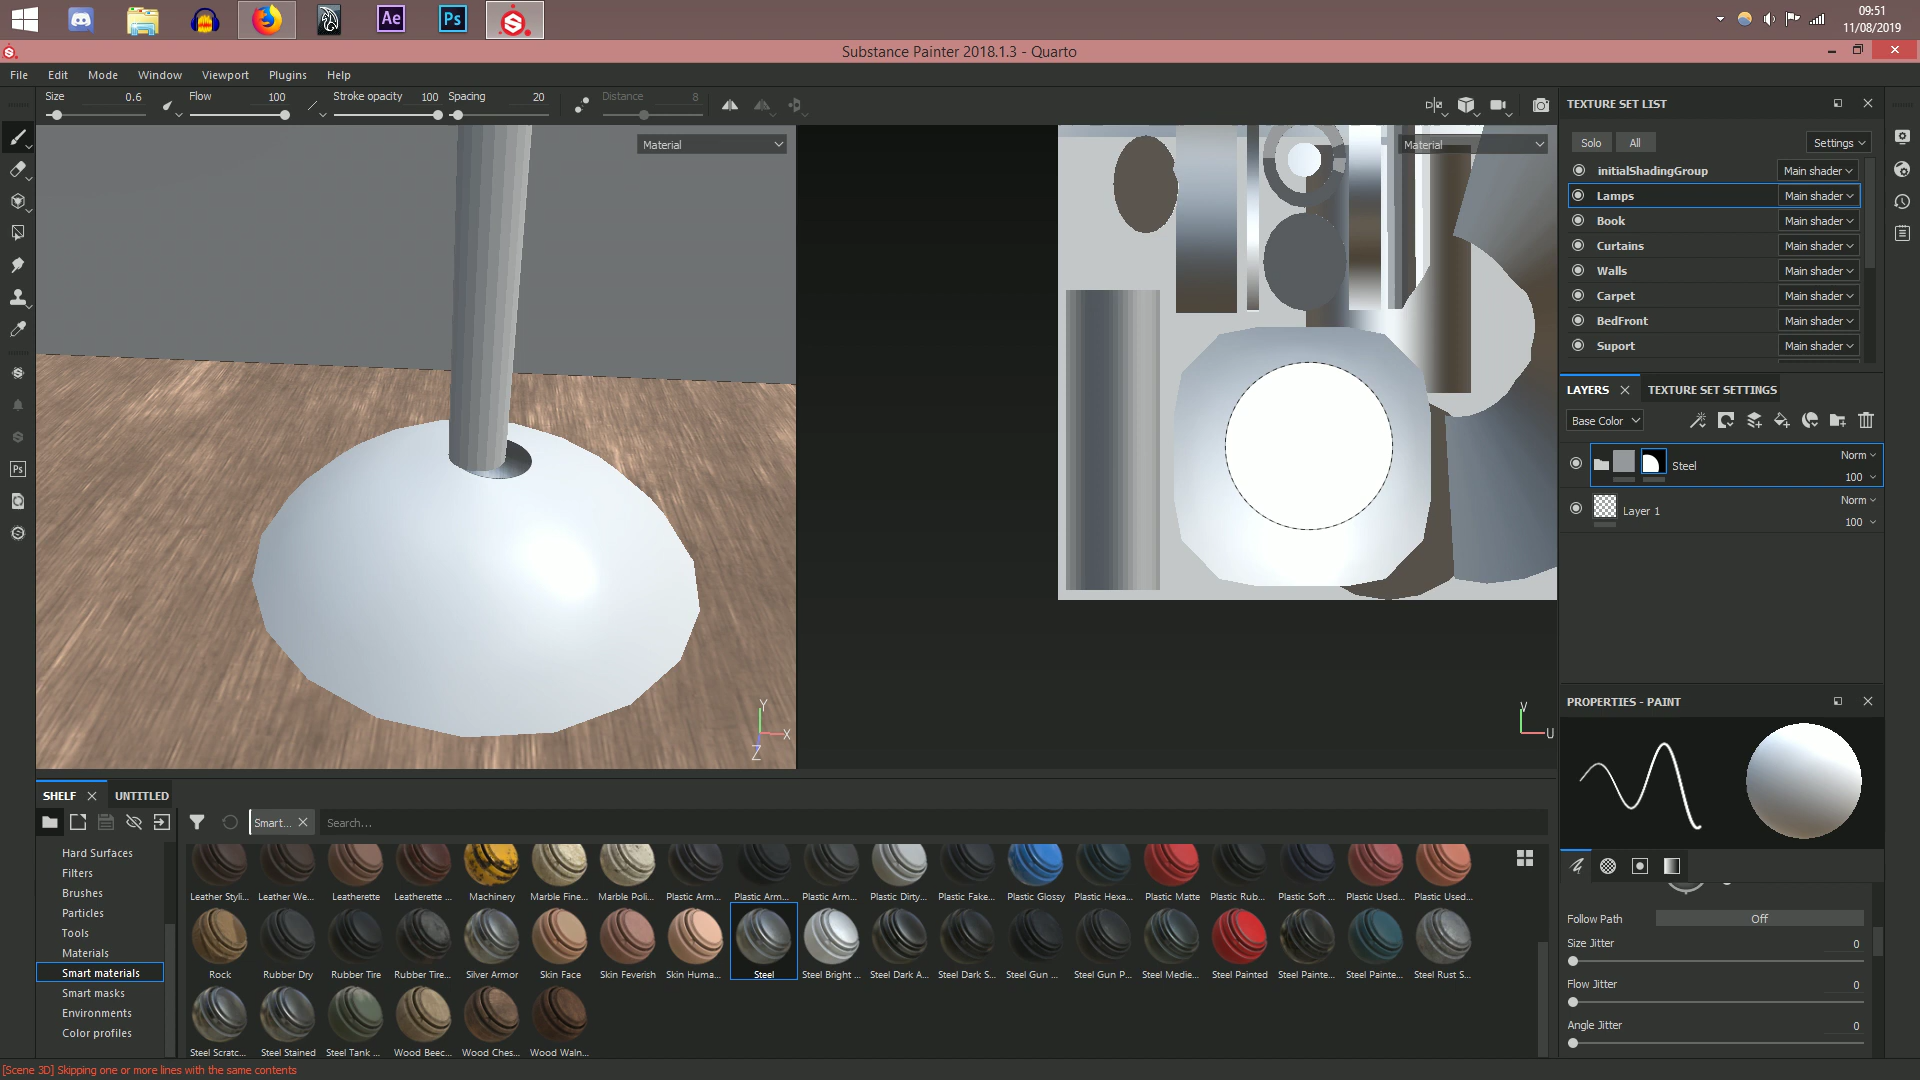 09:51
11/08/2019
Ae
Ps
Substance Painter 2018.1.3 - Quarto
File Edit Mode Window Viewport Plugins Help
Size 0.6 Flow 100 Stroke opacity 100 Spacing 20 Distance 8
Material
Material
TEXTURE SET LIST
Solo All Settings
initialShadingGroup Main shader
Lamps Main shader
Book Main shader
Curtains Main shader
Walls Main shader
Carpet Main shader
BedFront Main shader
Suport Main shader
LAYERS TEXTURE SET SETTINGS
Base Color
Steel Norm 100
Layer 1 Norm 100
Ps
Y
X
Z
V
U
PROPERTIES - PAINT
Follow Path Off
Size Jitter 0
Flow Jitter 0
Angle Jitter 0
SHELF UNTITLED
Smart... Search...
Hard Surfaces
Filters
Brushes
Particles
Tools
Materials
Smart materials
Smart masks
Environments
Color profiles
Leather Styli... Leather We... Leatherette Leatherette ... Machinery Marble Fine... Marble Poli... Plastic Arm... Plastic Arm... Plastic Arm... Plastic Dirty... Plastic Fake... Plastic Glossy Plastic Hexa... Plastic Matte Plastic Rub... Plastic Soft ... Plastic Used... Plastic Used...
Rock Rubber Dry Rubber Tire Rubber Tire... Silver Armor Skin Face Skin Feverish Skin Huma... Steel Steel Bright ... Steel Dark A... Steel Dark S... Steel Gun ... Steel Gun P... Steel Medie... Steel Painted Steel Painte... Steel Painte... Steel Rust S...
Steel Scratc... Steel Stained Steel Tank ... Wood Beec... Wood Ches... Wood Waln...
[Scene 3D] Skipping one or more lines with the same contents